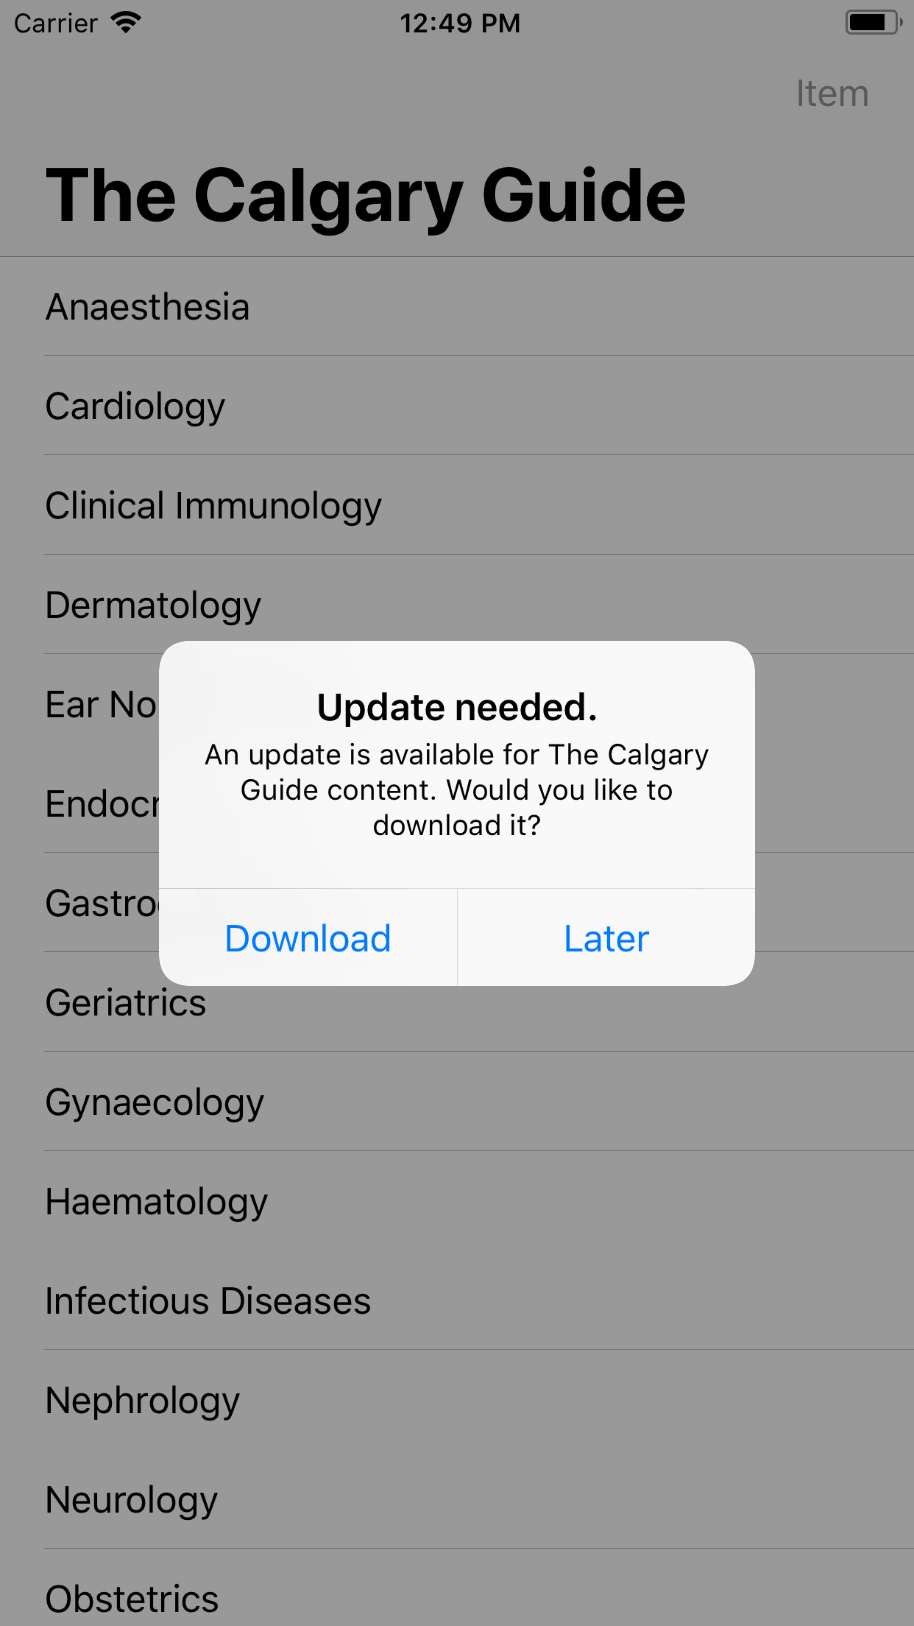 Carrier
12:49 PM
Item
The Calgary Guide
Anaesthesia
Cardiology
Clinical Immunology
Dermatology
Ear No
Endocr
Gastro
Geriatrics
Gynaecology
Haematology
Infectious Diseases
Nephrology
Neurology
Obstetrics
Update needed.
An update is available for The Calgary
Guide content. Would you like to
download it?
Download
Later